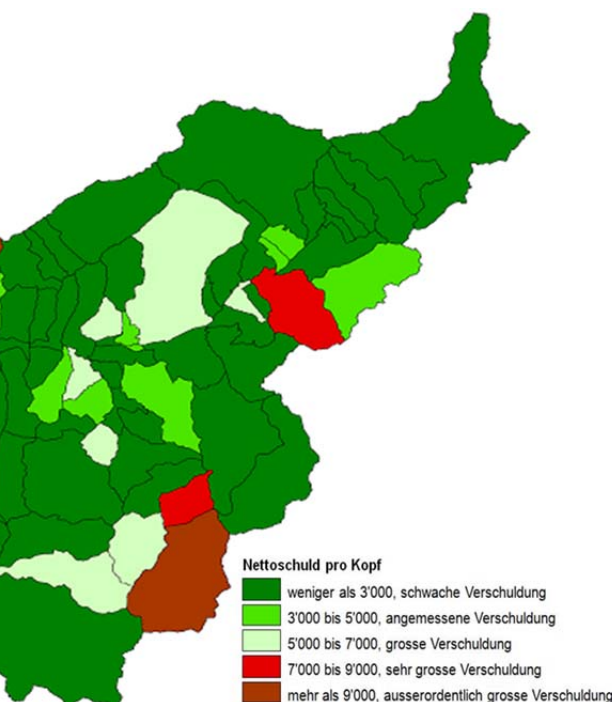 Nettoschuld pro Kopf
weniger als 3'000, schwache Verschuldung
3'000 bis 5'000, angemessene Verschuldung
5'000 bis 7'000, grosse Verschuldung
7'000 bis 9'000, sehr grosse Verschuldung
mehr als 9'000, ausserordentlich grosse Verschuldung